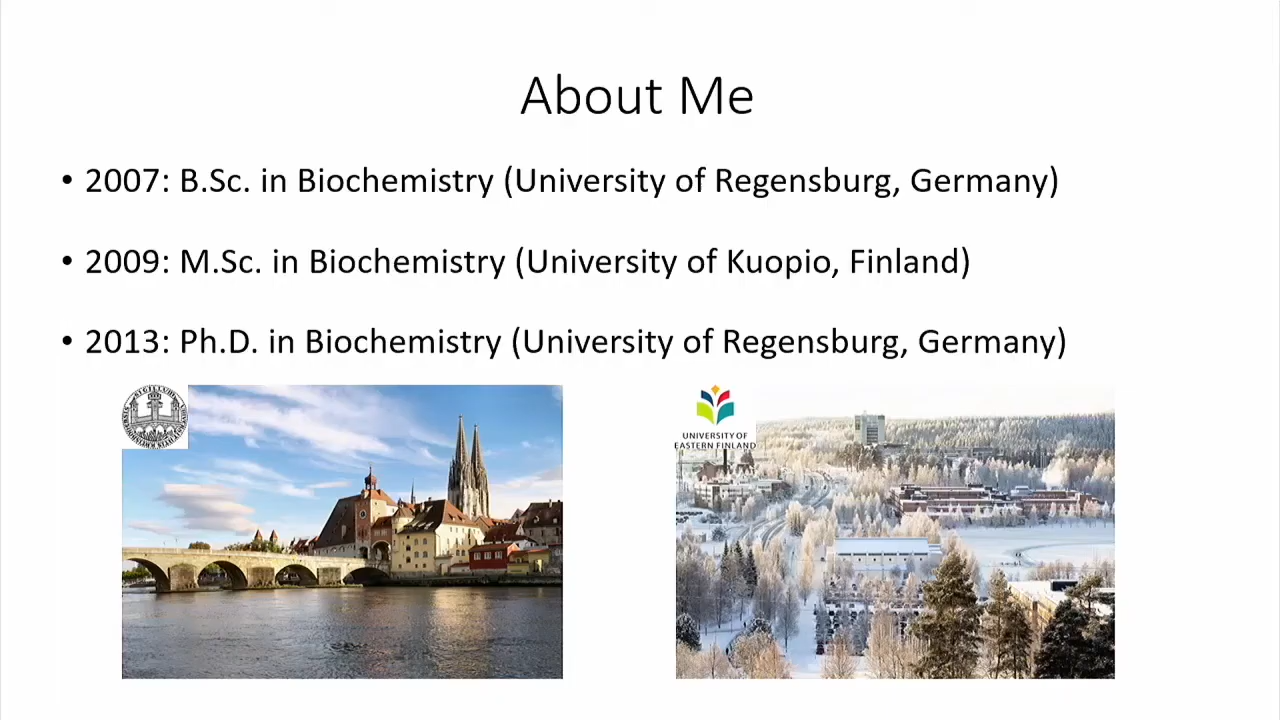 About Me
• 2007: B.Sc. in Biochemistry (University of Regensburg, Germany)
• 2009: M.Sc. in Biochemistry (University of Kuopio, Finland)
• 2013: Ph.D. in Biochemistry (University of Regensburg, Germany)
UNIVERSITY OF
EASTERN FINLAND